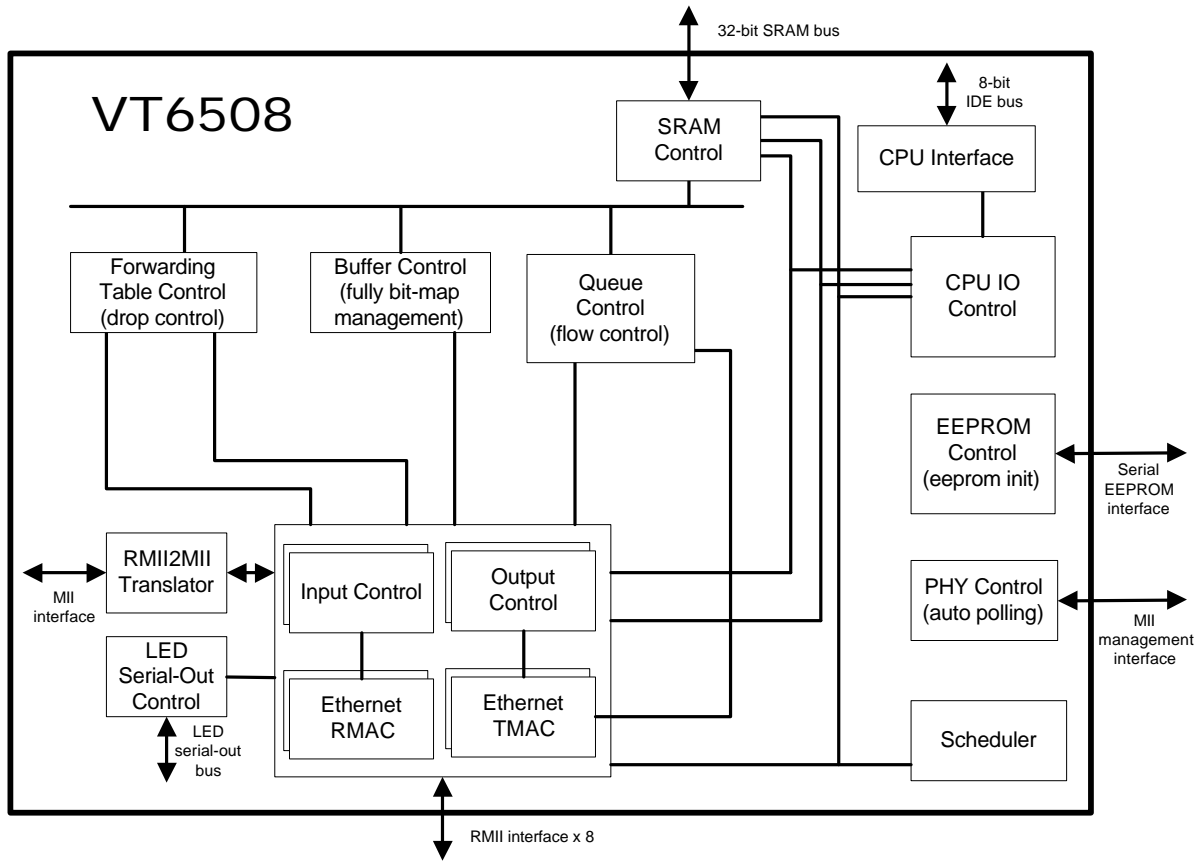 32-bit SRAM bus
VT6508
8-bit
IDE bus
SRAM
Control
CPU Interface
Forwarding
Table Control
(drop control)
Buffer Control
(fully bit-map
management)
Queue
Control
(flow control)
CPU IO
Control
EEPROM
Control
(eeprom init)
Serial
EEPROM
interface
RMII2MII
Translator
MII
interface
Input Control
Output
Control
PHY Control
(auto polling)
MII
management
interface
LED
Serial-Out
Control
LED
serial-out
bus
Ethernet
RMAC
Ethernet
TMAC
Scheduler
RMII interface x 8